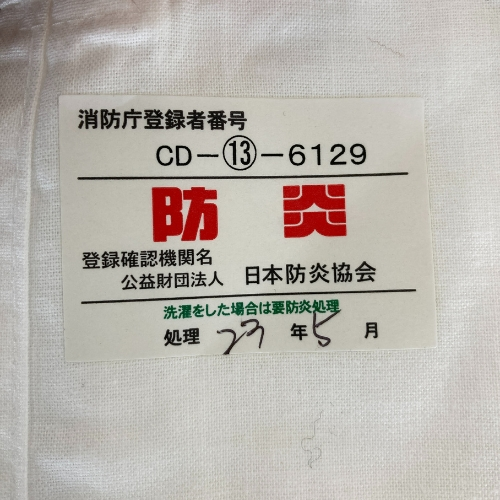 消防庁登録者番号
CD-⑬-6129
防炎
登録確認機関名
公益財団法人 日本防炎協会
洗濯をした場合は要防炎処理
処理 23 年 5 月